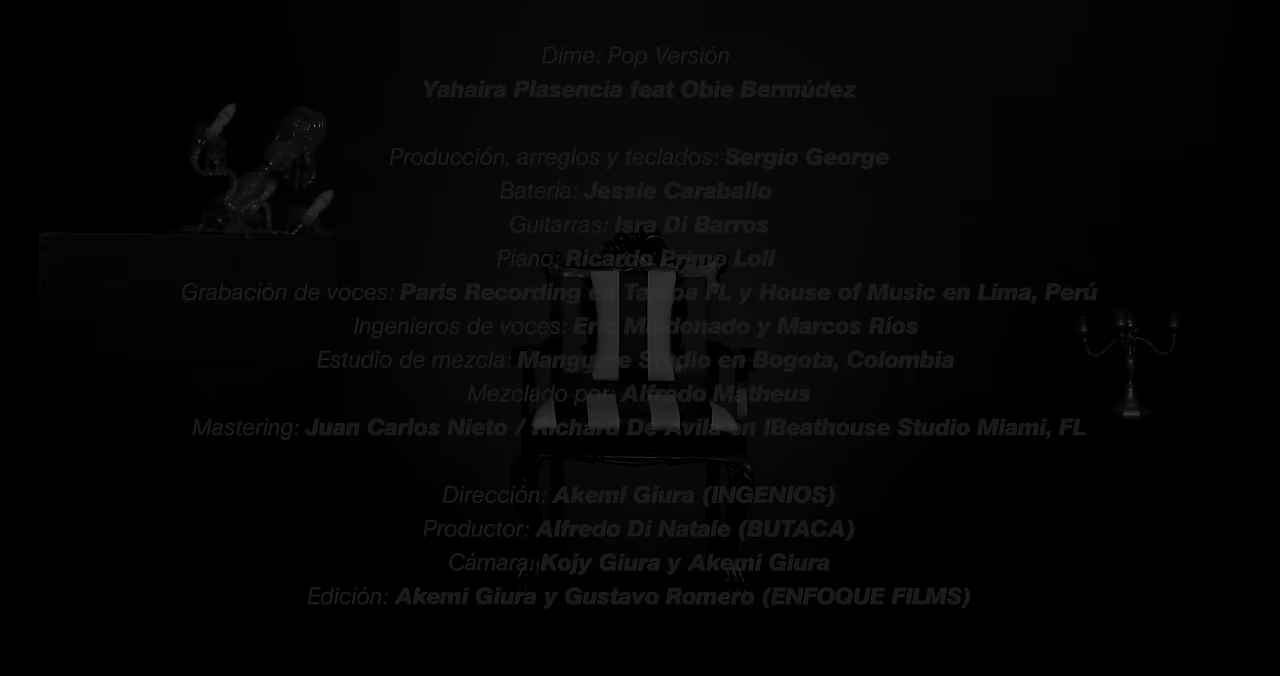 Dime: Pop Versión
Yahaira Plasencia feat Obie Bermúdez
Producción, arreglos y teclados: Sergio George
Bateria: Jessie Caraballo
Guitarras: Isra Di Barros
Piano: Ricardo Primo Loli
Grabación de voces: Paris Recording en Tampa FL y House of Music en Lima, Perú
Ingenieros de voces: Eric Maldonado y Marcos Ríos
Estudio de mezcla: Manguare Studio en Bogota, Colombia
Mezclado por: Alfredo Matheus
Mastering: Juan Carlos Nieto / Richard De Avila en IBeathouse Studio Miami, FL
Dirección: Akemi Giura (INGENIOS)
Productor: Alfredo Di Natale (BUTACA)
Cámara: Kojy Giura y Akemi Giura
Edición: Akemi Giura y Gustavo Romero (ENFOQUE FILMS)